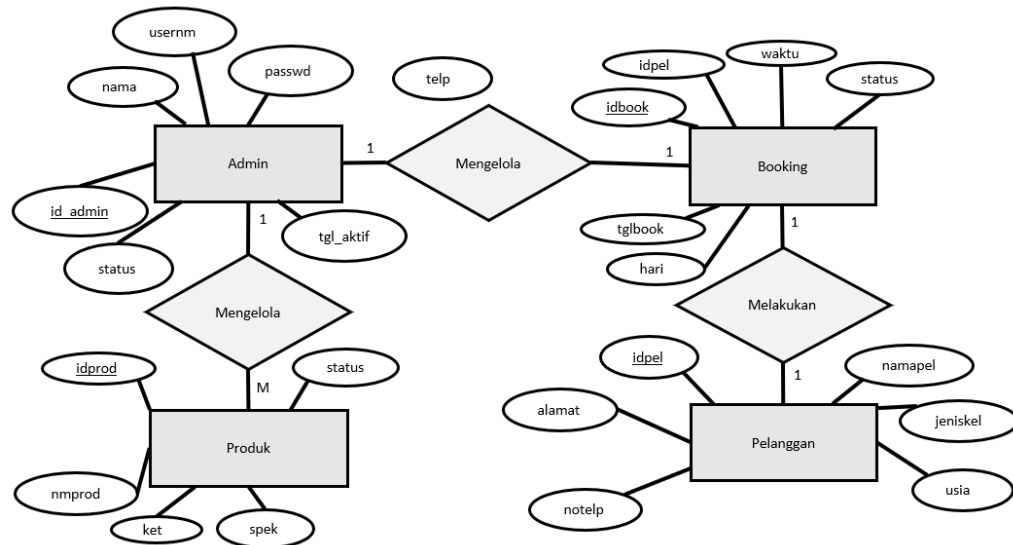 usernm
passwd
nama
telp
idpel
waktu
status
idbook
Admin
1
Mengelola
1
Booking
id_admin
1
tgl_aktif
status
tglbook
1
hari
Mengelola
Melakukan
idprod
status
M
idpel
1
namapel
alamat
jeniskel
Produk
Pelanggan
nmprod
ket
spek
notelp
usia